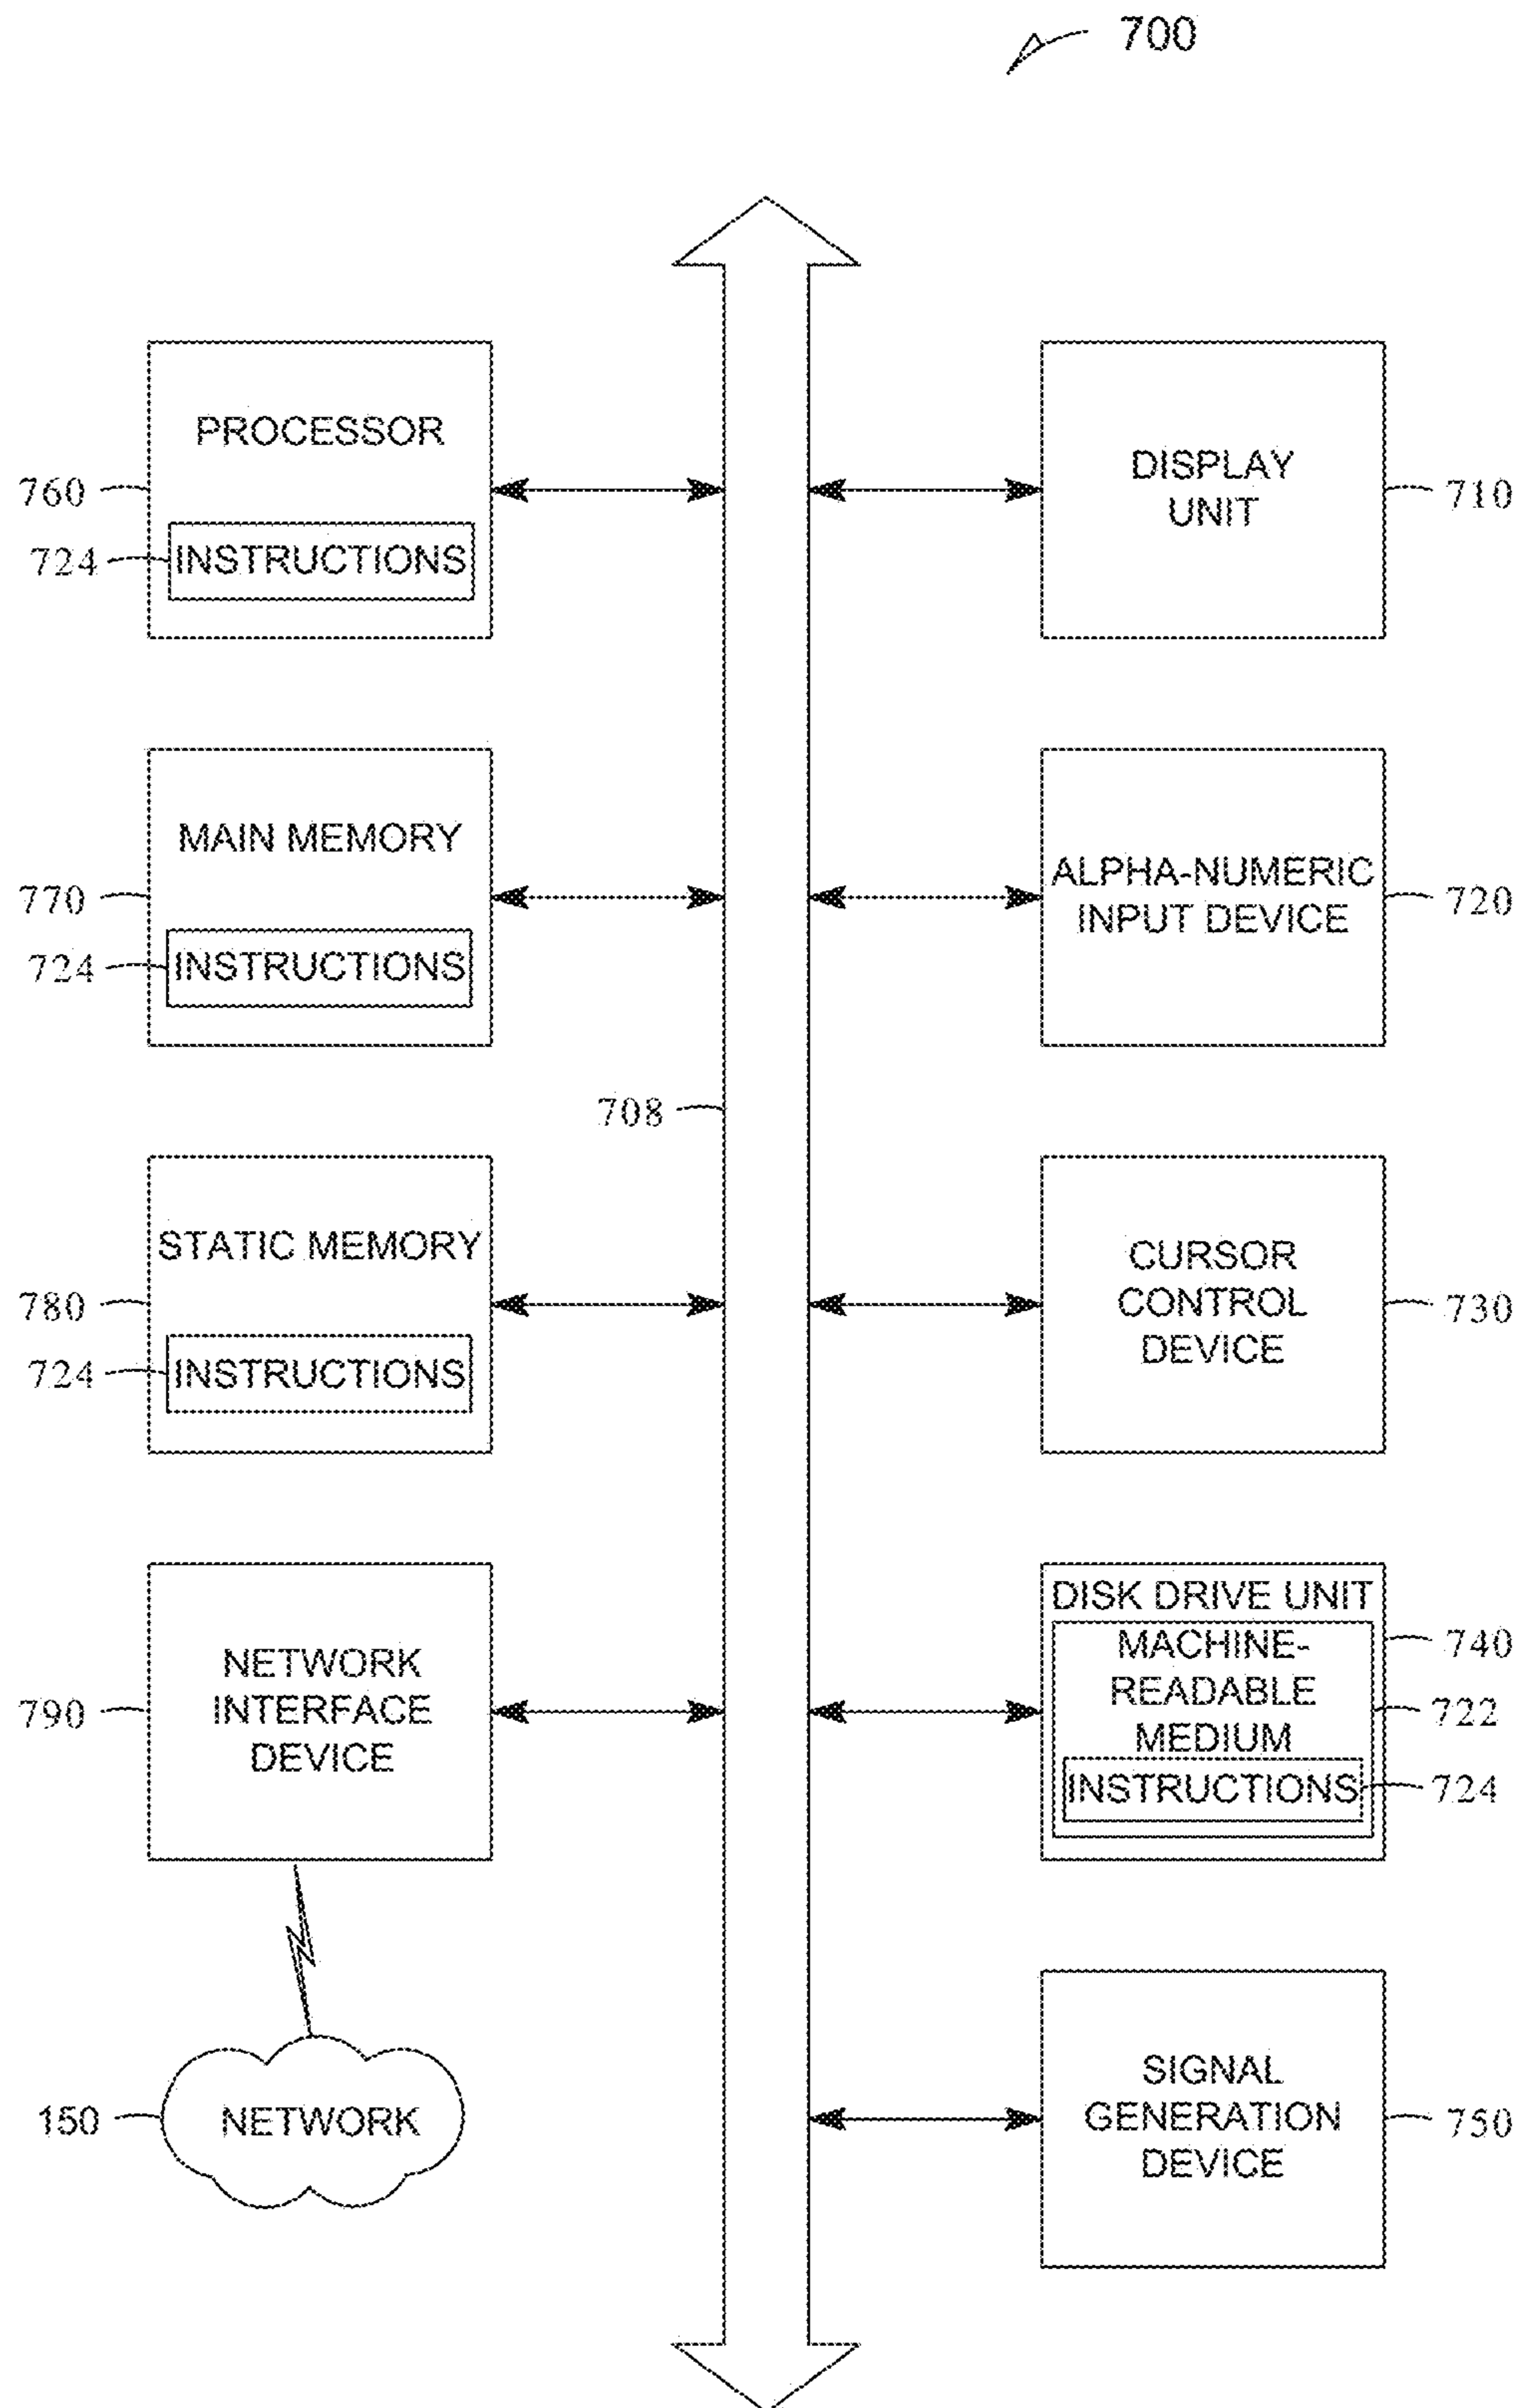 700
PROCESSOR
760
724
INSTRUCTIONS
DISPLAY
UNIT
710
MAIN MEMORY
770
724
INSTRUCTIONS
ALPHA-NUMERIC
INPUT DEVICE
720
708
STATIC MEMORY
780
724
INSTRUCTIONS
CURSOR
CONTROL
DEVICE
730
NETWORK
INTERFACE
DEVICE
790
DISK DRIVE UNIT
740
MACHINE-
READABLE
MEDIUM
722
INSTRUCTIONS
724
150
NETWORK
SIGNAL
GENERATION
DEVICE
750